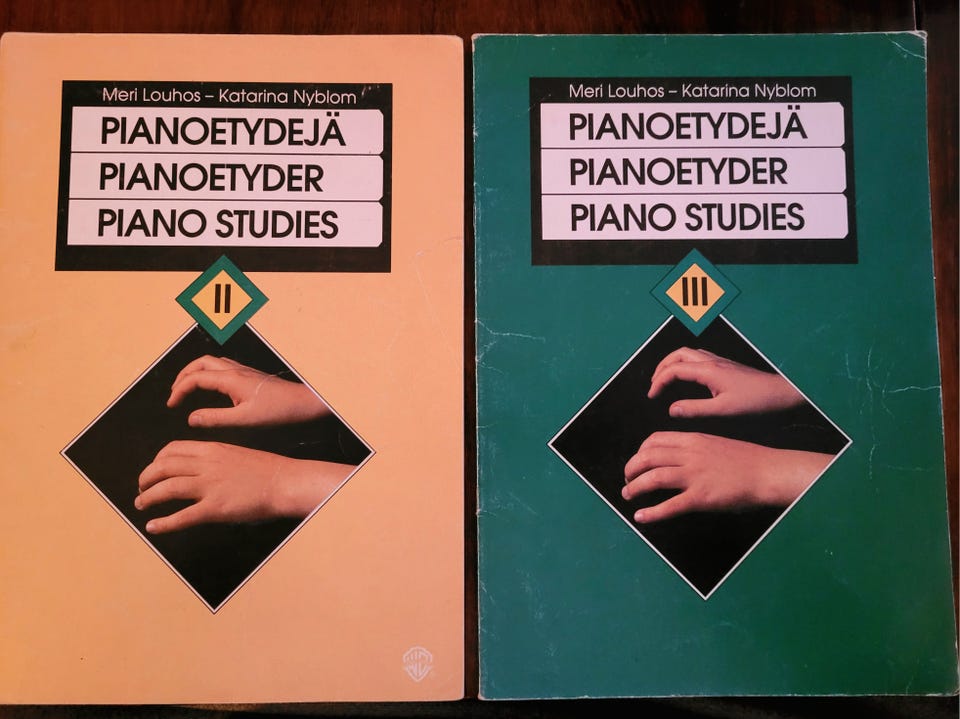 Meri Louhos – Katarina Nyblom
PIANOETYDEJÄ
PIANOETYDER
PIANO STUDIES
II
Meri Louhos – Katarina Nyblom
PIANOETYDEJÄ
PIANOETYDER
PIANO STUDIES
III